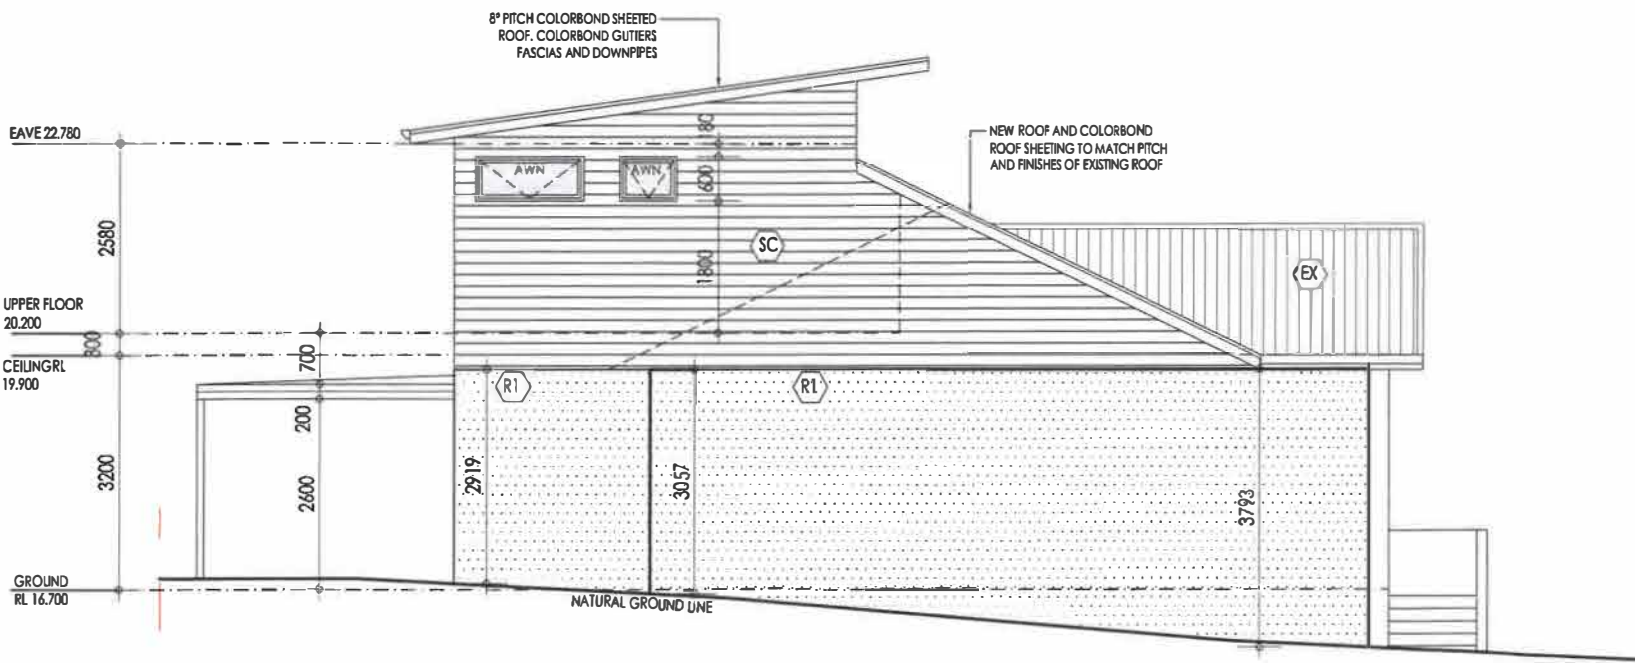 8° PITCH COLORBOND SHEETED
ROOF. COLORBOND GUTIERS
FASCIAS AND DOWNPIPES
EAVE 22.780
NEW ROOF AND COLORBOND
ROOF SHEETING TO MATCH PITCH
AND FINISHES OF EXISTING ROOF
180
AWN
AWN
600
2580
SC
1800
EX
UPPER FLOOR
20.200
300
CEILINGRL
19.900
700
R1
R1
200
3200
2600
2919
3057
3793
GROUND
RL 16.700
NATURAL GROUND LINE